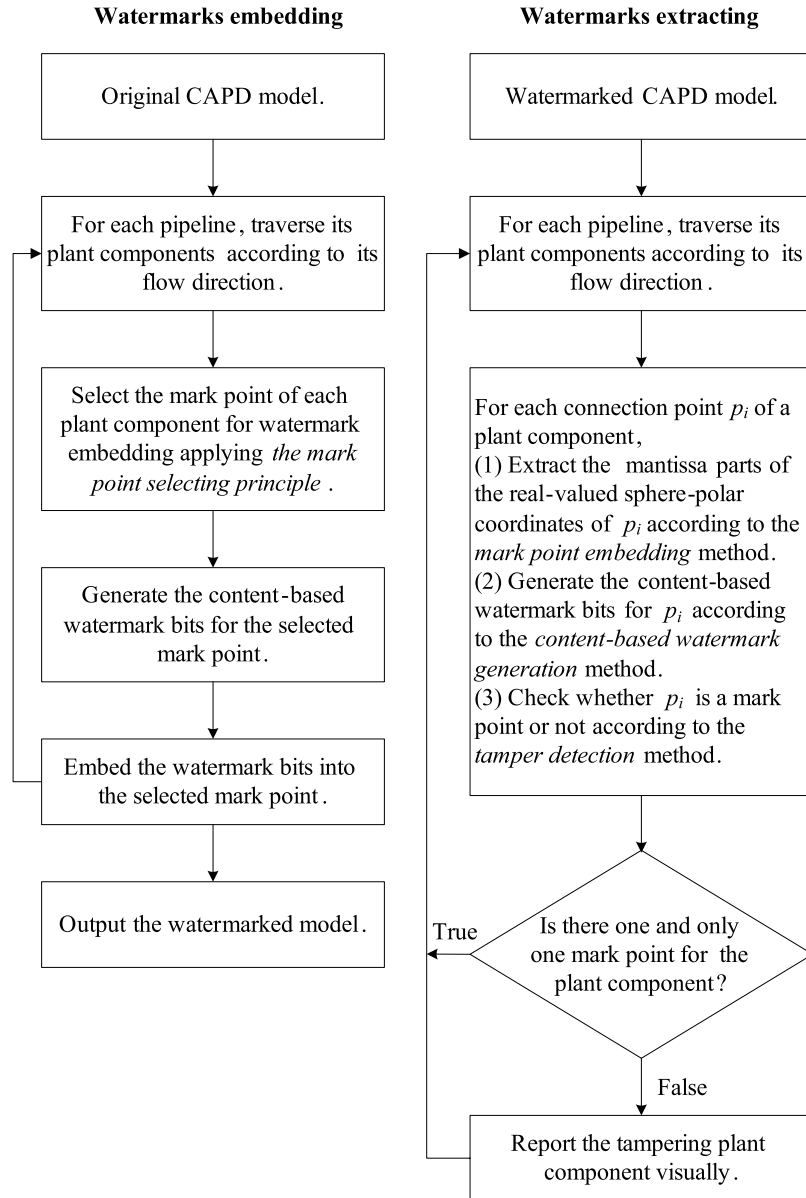 Watermarks embedding
Original CAPD model.
For each pipeline, traverse its
plant components according to its
flow direction.
Select the mark point of each
plant component for watermark
embedding applying the mark
point selecting principle.
Generate the content-based
watermark bits for the selected
mark point.
Embed the watermark bits into
the selected mark point.
Output the watermarked model.
Watermarks extracting
Watermarked CAPD model.
For each pipeline, traverse its
plant components according to its
flow direction.
For each connection point pi of a
plant component,
(1) Extract the mantissa parts of
the real-valued sphere-polar
coordinates of pi according to the
mark point embedding method.
(2) Generate the content-based
watermark bits for pi according
to the content-based watermark
generation method.
(3) Check whether pi is a mark
point or not according to the
tamper detection method.
Is there one and only
one mark point for the
plant component?
True
False
Report the tampering plant
component visually.